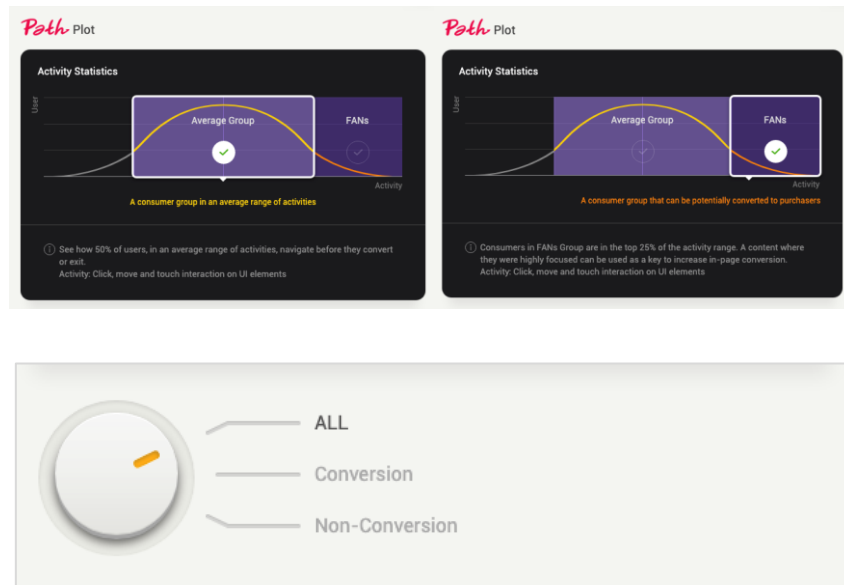 Path Plot
Activity Statistics
User
Average Group
FANs
Activity
A consumer group in an average range of activities
See how 50% of users, in an average range of activities, navigate before they convert
or exit.
Activity: Click, move and touch interaction on UI elements
Path Plot
Activity Statistics
User
Average Group
FANs
Activity
A consumer group that can be potentially converted to purchasers
Consumers in FANs Group are in the top 25% of the activity range. A content where
they were highly focused can be used as a key to increase in-page conversion.
Activity: Click, move and touch interaction on UI elements
ALL
Conversion
Non-Conversion